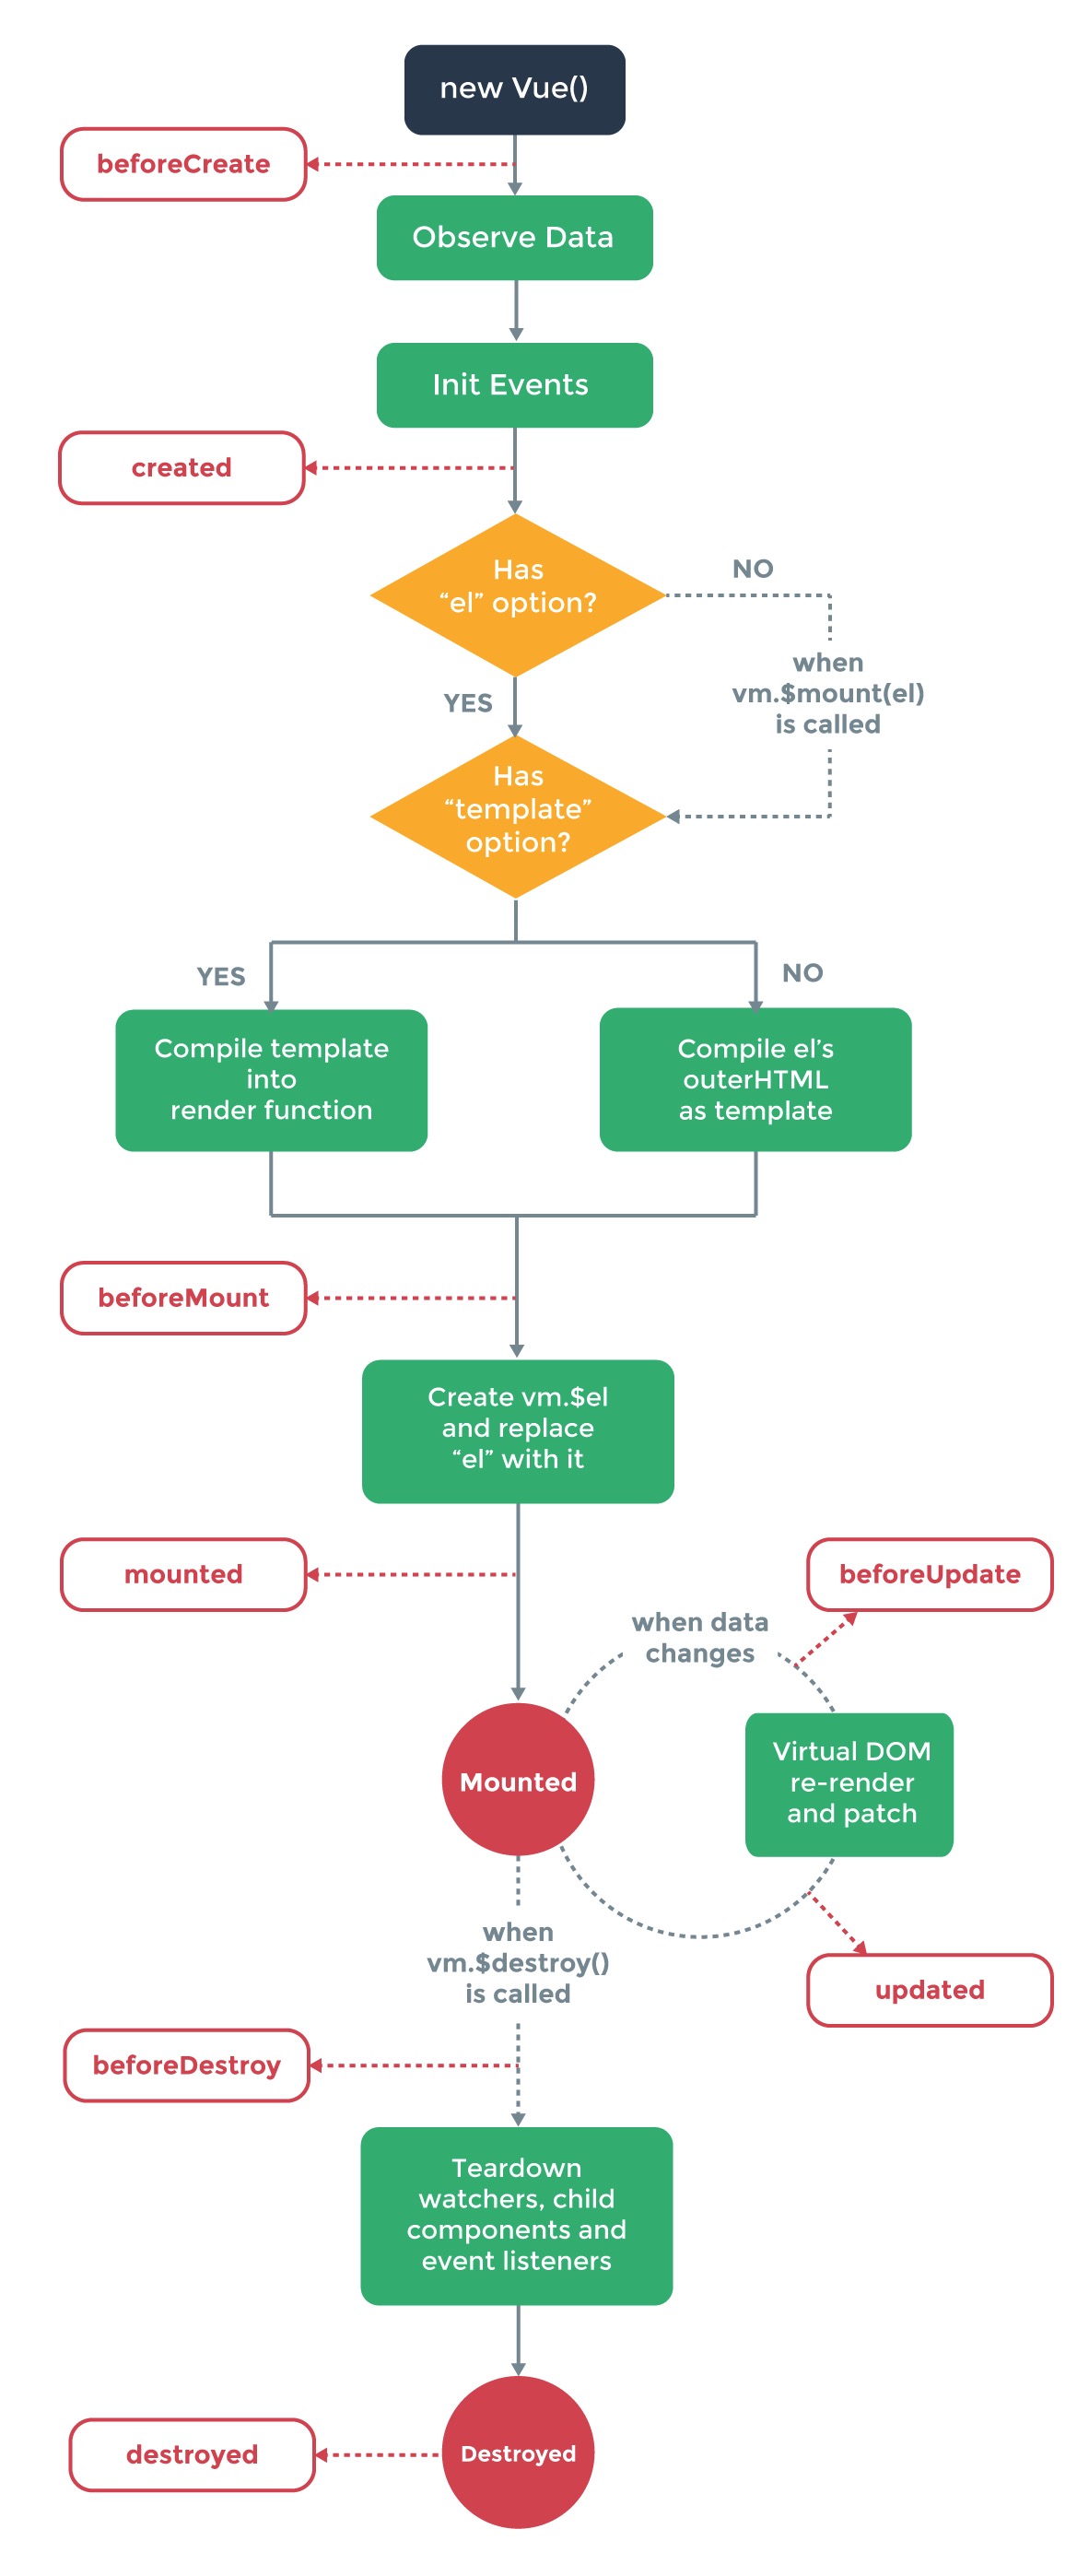 new Vue()
beforeCreate
Observe Data
Init Events
created
Has
“el” option?
NO
when
vm.$mount(el)
is called
YES
Has
“template”
option?
YES
NO
Compile template
into
render function
Compile el’s
outerHTML
as template
beforeMount
Create vm.$el
and replace
“el” with it
mounted
beforeUpdate
when data
changes
Mounted
Virtual DOM
re-render
and patch
when
vm.$destroy()
is called
updated
beforeDestroy
Teardown
watchers, child
components and
event listeners
destroyed
Destroyed